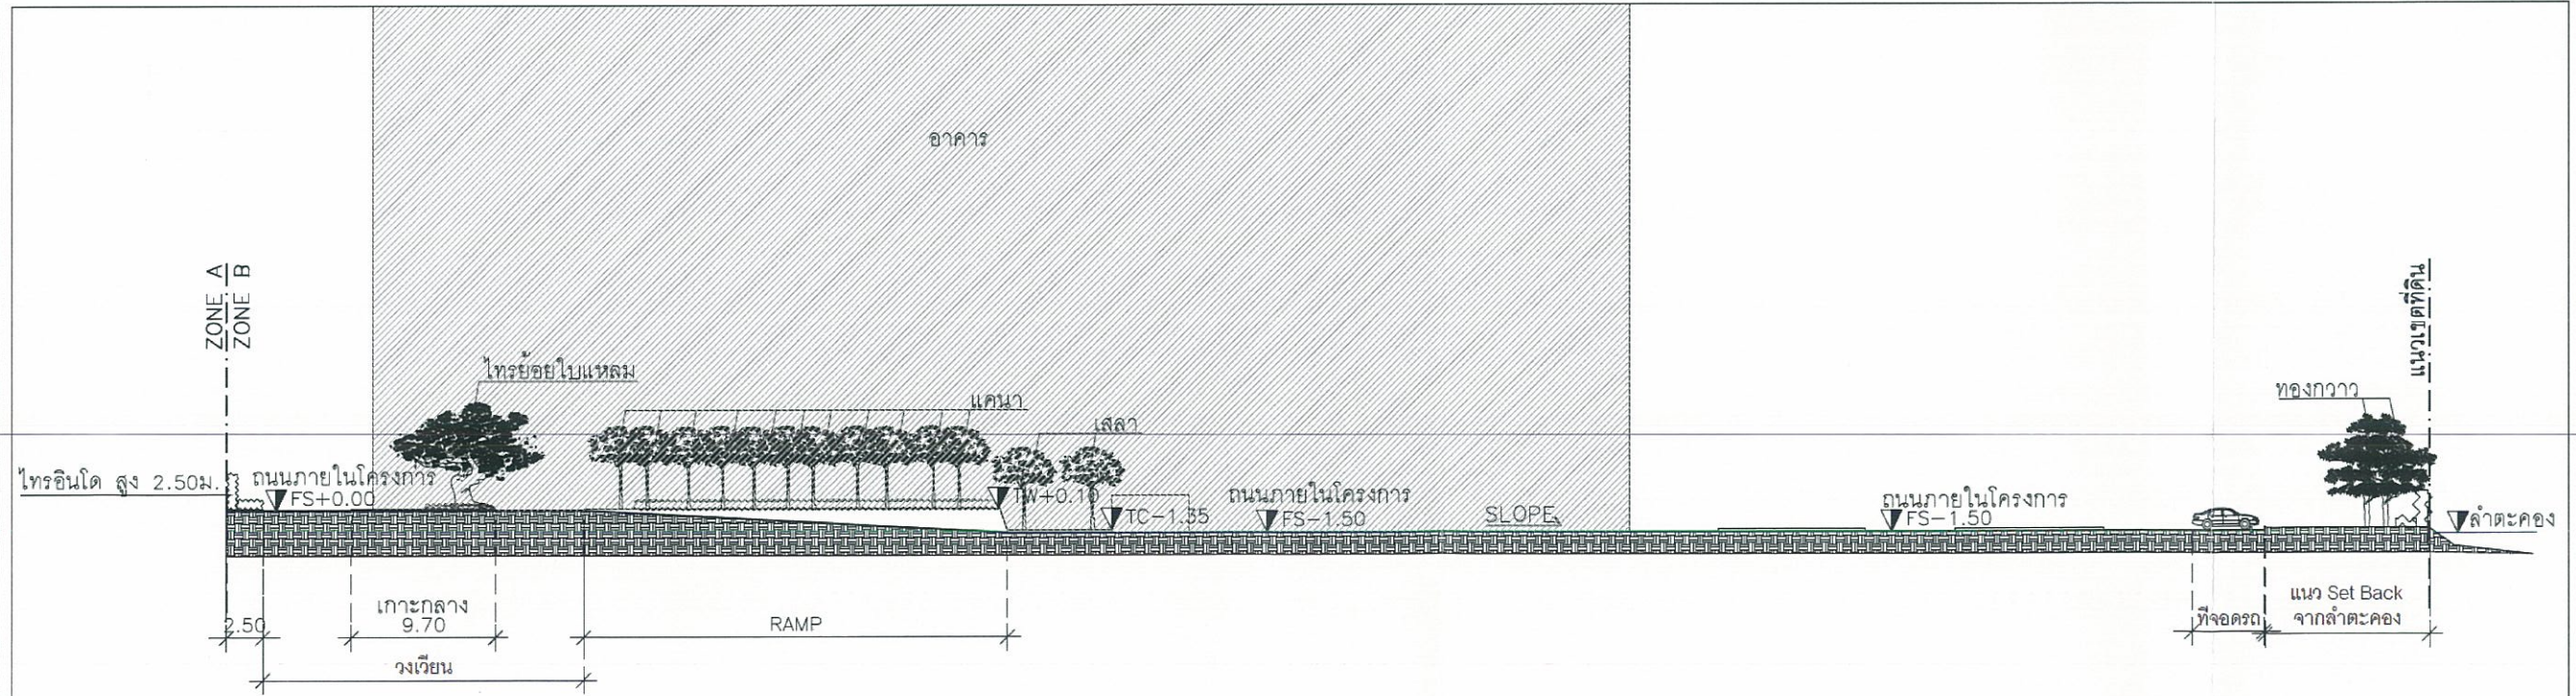 อาคาร
ZONE A
ZONE B
แนวเขตที่ดิน
ไทรย้อยใบแหลม
แคนา
ทองกวาว
เสลา
ไทรอินโด สูง 2.50ม.
ถนนภายในโครงการ
FS+0.00
TW+0.10
TC-1.35
ถนนภายในโครงการ
FS-1.50
SLOPE
ถนนภายในโครงการ
FS-1.50
ลำตะคอง
2.50
เกาะกลาง
9.70
RAMP
ที่จอดรถ
แนว Set Back
จากลำตะคอง
วงเวียน